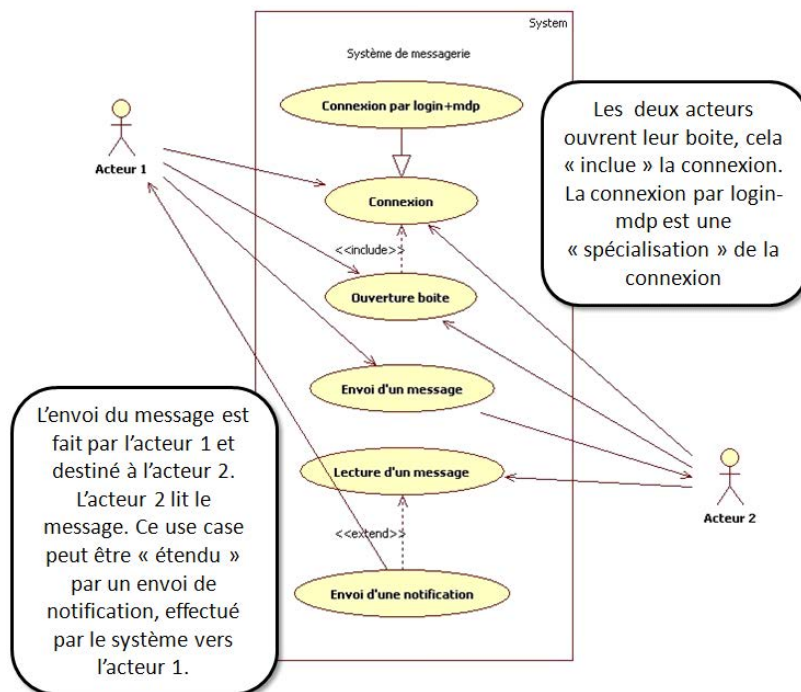 System
Système de messagerie
Connexion par login+mdp
Acteur 1
Connexion
<<include>>
Ouverture boite
Envoi d'un message
Lecture d'un message
<<extend>>
Envoi d'une notification
Acteur 2
Les deux acteurs
ouvrent leur boite, cela
« inclue » la connexion.
La connexion par login-
mdp est une
« spécialisation » de la
connexion
L'envoi du message est
fait par l'acteur 1 et
destiné à l'acteur 2.
L'acteur 2 lit le
message. Ce use case
peut être « étendu »
par un envoi de
notification, effectué
par le système vers
l'acteur 1.